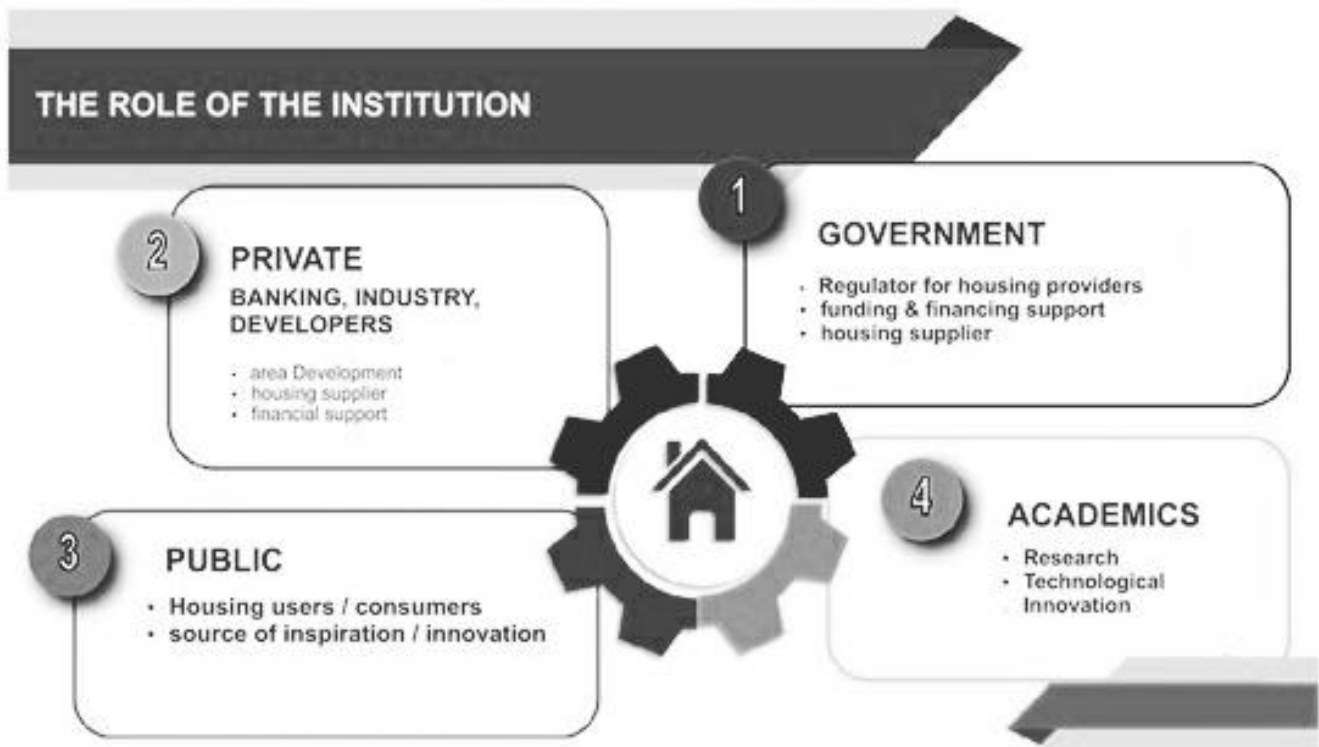 THE ROLE OF THE INSTITUTION
1
GOVERNMENT
• Regulator for housing providers
• funding & financing support
• housing supplier
2
PRIVATE
BANKING, INDUSTRY,
DEVELOPERS
• area Development
• housing supplier
• financial support
3
PUBLIC
• Housing users / consumers
• source of inspiration / innovation
4
ACADEMICS
• Research
• Technological
Innovation